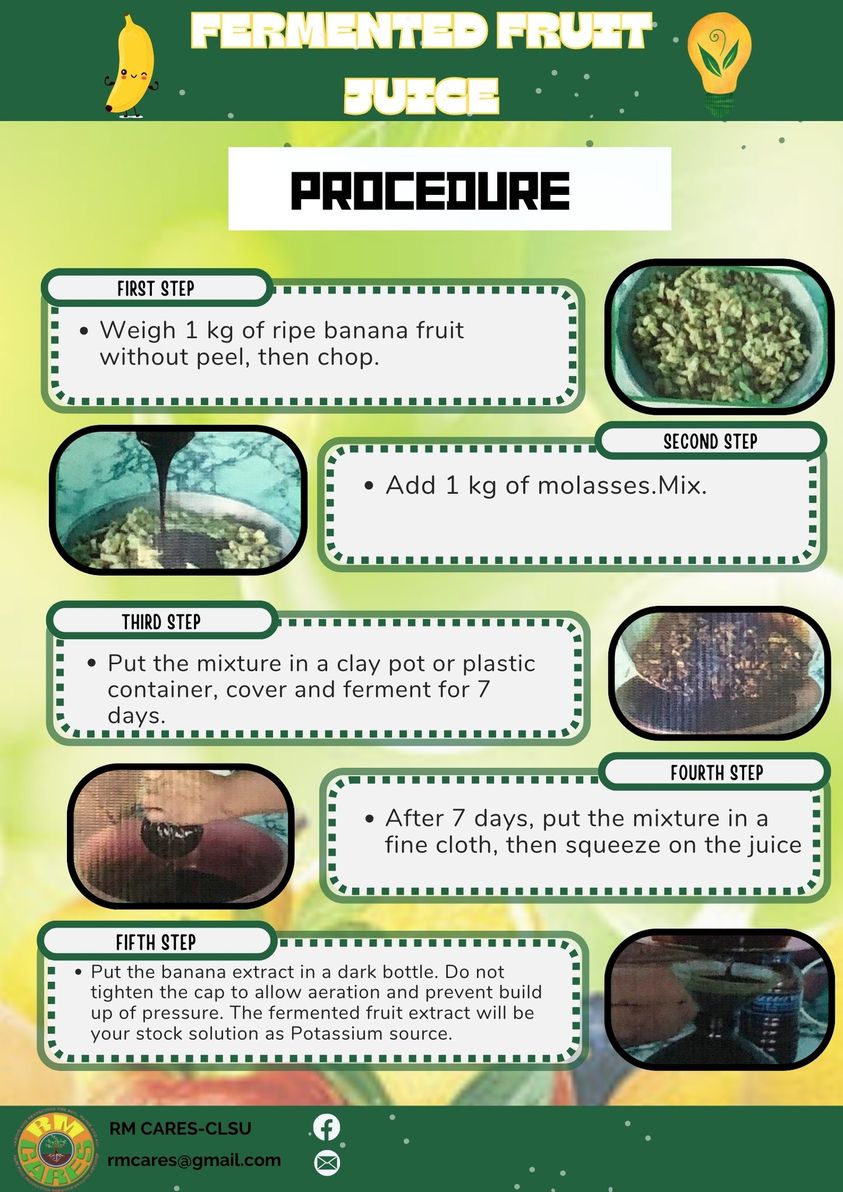 FERMENTED FRUIT
JUICE
PROCEDURE
FIRST STEP
• Weigh 1 kg of ripe banana fruit
without peel, then chop.
SECOND STEP
• Add 1 kg of molasses.Mix.
THIRD STEP
• Put the mixture in a clay pot or plastic
container, cover and ferment for 7
days.
FOURTH STEP
• After 7 days, put the mixture in a
fine cloth, then squeeze on the juice
FIFTH STEP
• Put the banana extract in a dark bottle. Do not
tighten the cap to allow aeration and prevent build
up of pressure. The fermented fruit extract will be
your stock solution as Potassium source.
RM
CARES
RM CARES-CLSU
rmcares@gmail.com